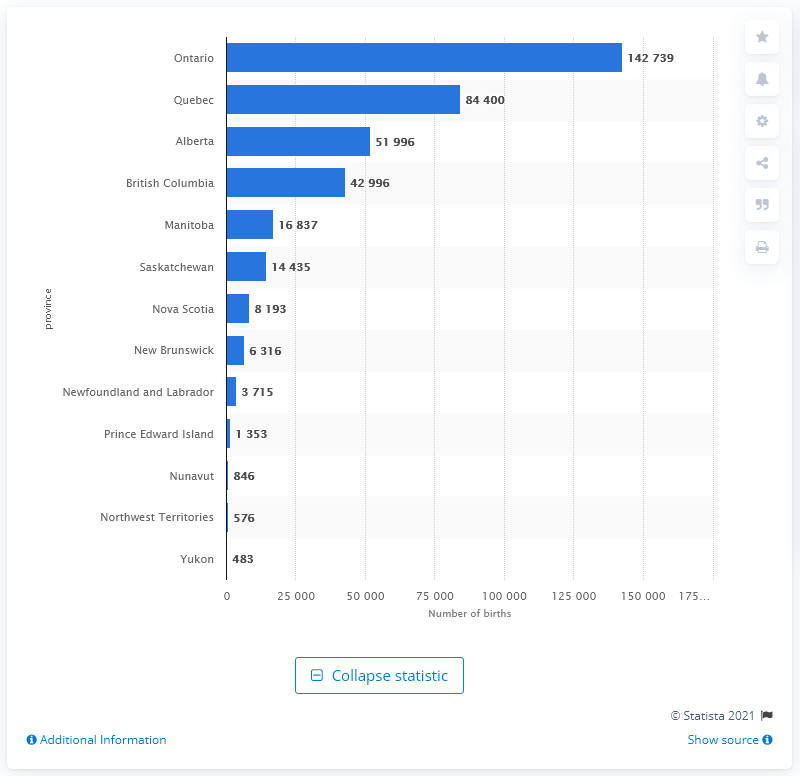 Ontario 142 739
Quebec 84 400
Alberta 51 996
British Columbia 42 996
Manitoba 16 837
Saskatchewan 14 435
Nova Scotia 8 193
New Brunswick 6 316
Newfoundland and Labrador 3 715
Prince Edward Island 1 353
Nunavut 846
Northwest Territories 576
Yukon 483
province
0 25 000 50 000 75 000 100 000 125 000 150 000 175...
Number of births
Collapse statistic
© Statista 2021
Additional Information Show source